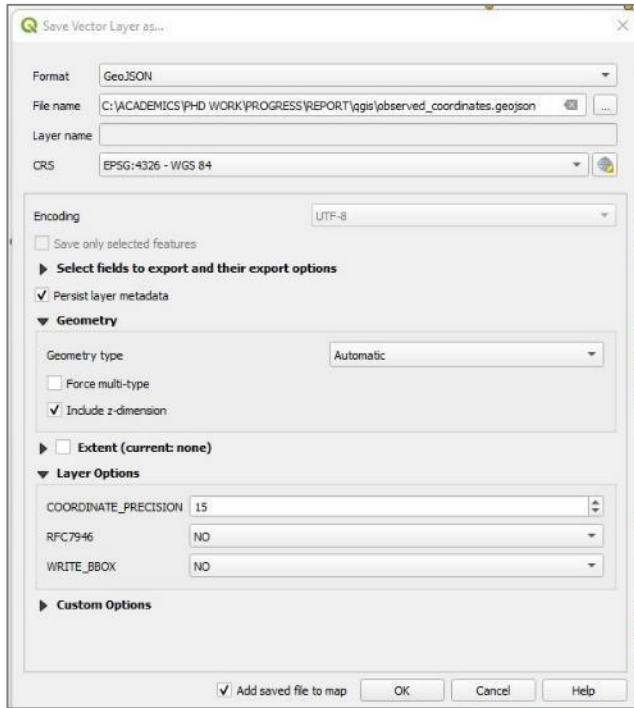 Save Vector Layer as...
Format GeoJSON
File name C:\ACADEMICS\PHD WORK\PROGRESS\REPORT\qgis\observed_coordinates.geojson ...
Layer name
CRS EPSG:4326 - WGS 84
Encoding UTF-8
Save only selected features
Select fields to export and their export options
Persist layer metadata
Geometry
Geometry type Automatic
Force multi-type
Include z-dimension
Extent (current: none)
Layer Options
COORDINATE_PRECISION 15
RFC7946 NO
WRITE_BBOX NO
Custom Options
Add saved file to map OK Cancel Help